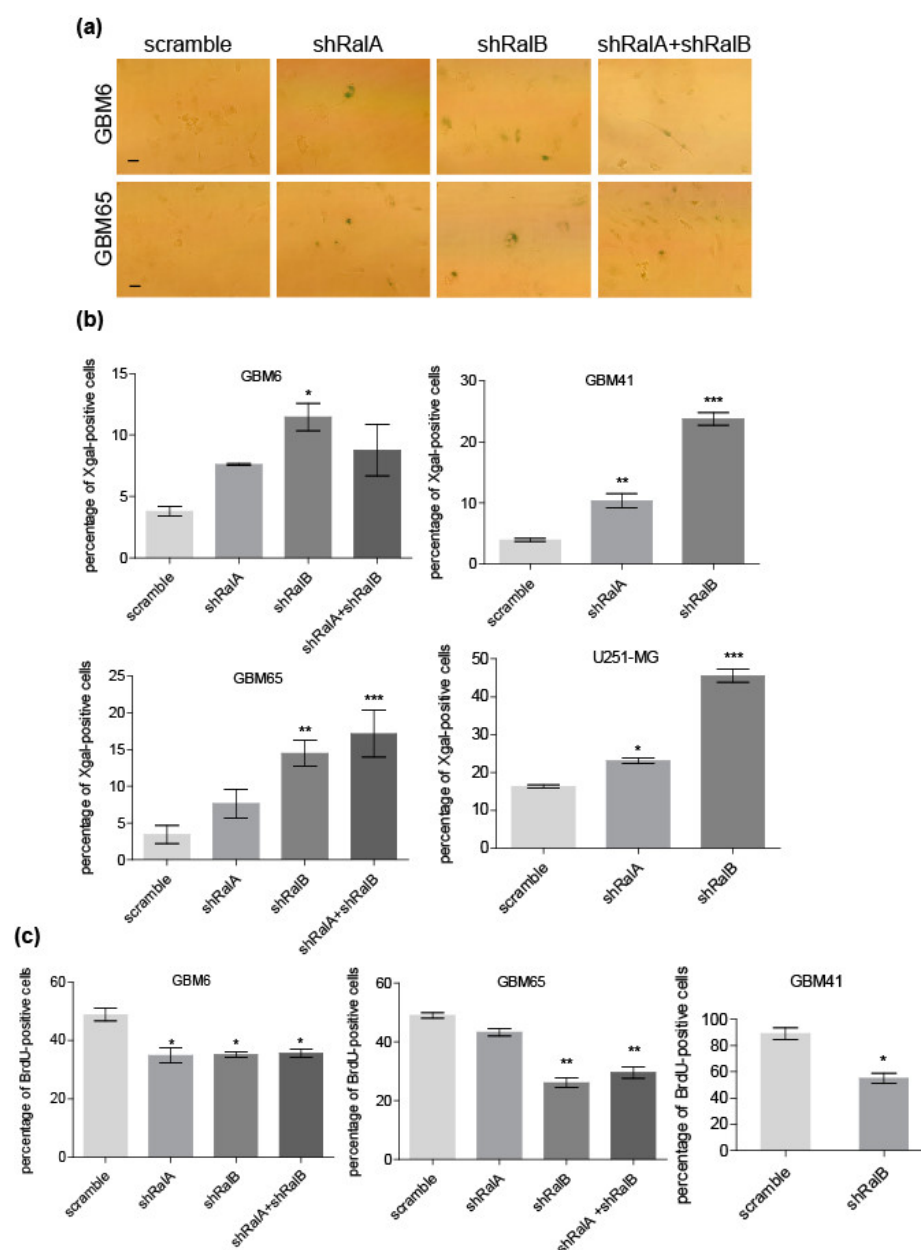 (a)
scramble shRalA shRalB shRalA+shRalB
GBM6
GBM65
(b)
GBM6
percentage of Xgal-positive cells
15
10
5
0
*
scramble shRalA shRalB shRalA+shRalB
GBM41
percentage of Xgal-positive cells
30
20
10
0
** ***
scramble shRalA shRalB
GBM65
percentage of Xgal-positive cells
25
20
15
10
5
0
** ***
scramble shRalA shRalB shRalA+shRalB
U251-MG
percentage of Xgal-positive cells
50
40
30
20
10
0
* ***
scramble shRalA shRalB
(c)
GBM6
percentage of BrdU-positive cells
60
40
20
0
* * *
scramble shRalA shRalB shRalA+shRalB
GBM65
percentage of BrdU-positive cells
60
40
20
0
** **
scramble shRalA shRalB shRalA +shRalB
GBM41
percentage of BrdU-positive cells
100
80
60
40
20
0
*
scramble shRalB